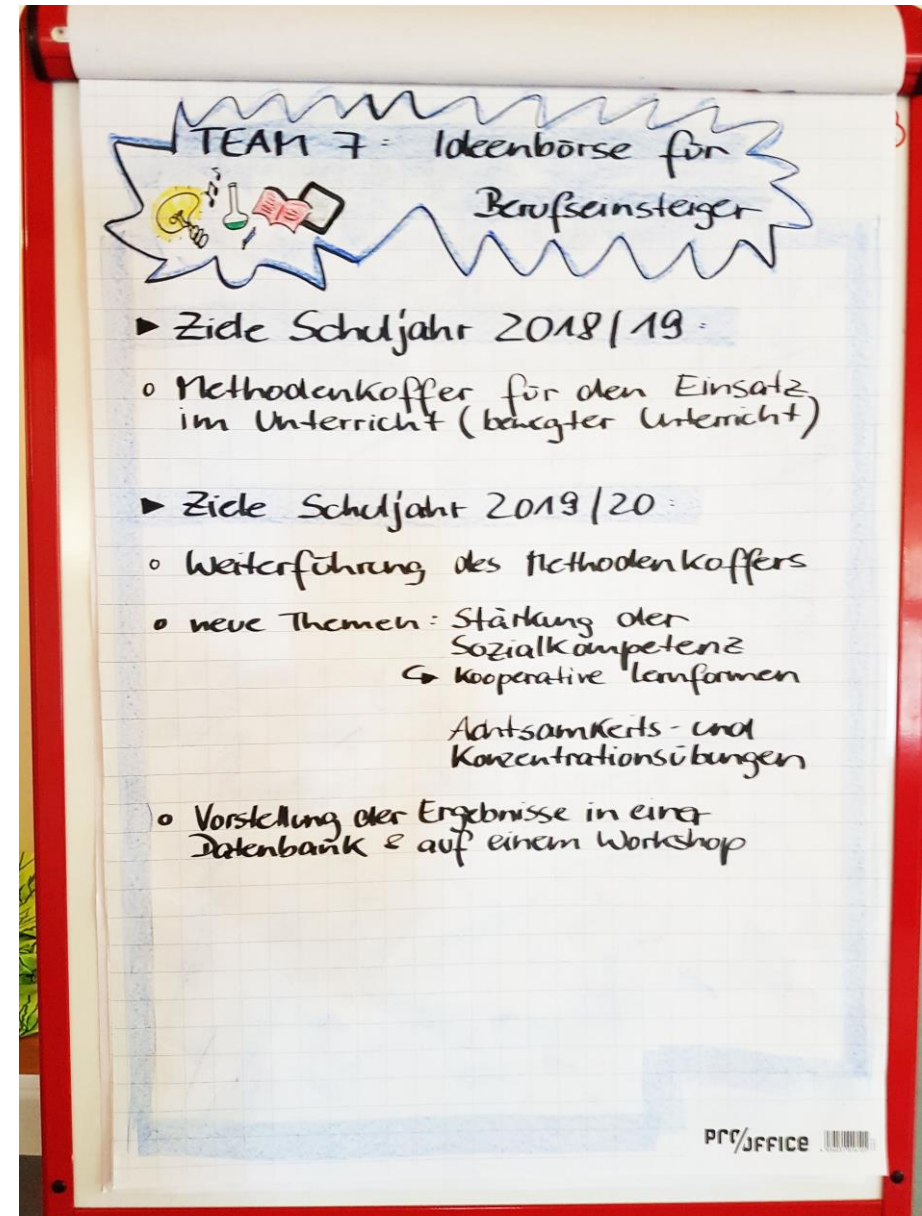 TEAM 7: Ideenbörse für
Berufseinsteiger
► Ziele Schuljahr 2018/19:
o Methodenkoffer für den Einsatz
im Unterricht (bewegter Unterricht)
► Ziele Schuljahr 2019/20:
o Weiterführung des Methodenkoffers
o neue Themen: Stärkung der
Sozialkompetenz
↪ Kooperative Lernformen
Achtsamkeits- und
Konzentrationsübungen
o Vorstellung der Ergebnisse in einer
Datenbank & auf einem Workshop
pro/office